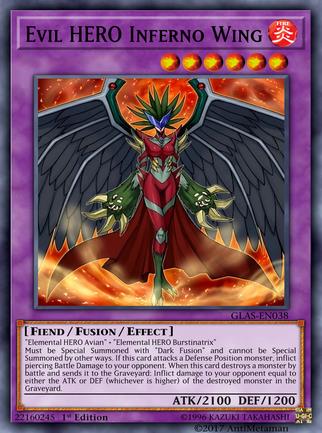 Evil HERO Inferno Wing
FIRE
炎
GLAS-EN038
[Fiend / Fusion / Effect]
"Elemental HERO Avian" + "Elemental HERO Burstinatrix"
Must be Special Summoned with "Dark Fusion" and cannot be Special
Summoned by other ways. If this card attacks a Defense Position monster, inflict
piercing Battle Damage to your opponent. When this card destroys a monster by
battle and sends it to the Graveyard: Inflict damage to your opponent equal to
either the ATK or DEF (whichever is higher) of the destroyed monster in the
Graveyard.
ATK/2100 DEF/1200
22160245 1st Edition ©1996 KAZUKI TAKAHASHI
©2017 AntiMetaman